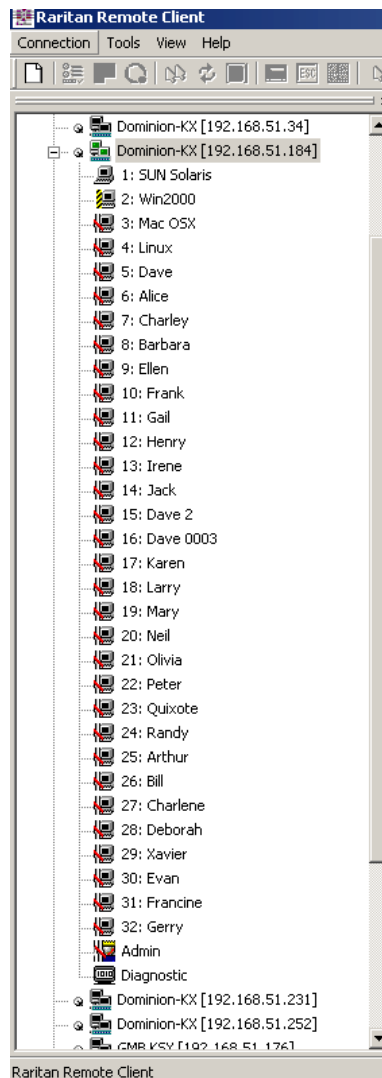 Raritan Remote Client
Connection Tools View Help
ESC
Dominion-KX [192.168.51.34]
Dominion-KX [192.168.51.184]
1: SUN Solaris
2: Win2000
3: Mac OSX
4: Linux
5: Dave
6: Alice
7: Charley
8: Barbara
9: Ellen
10: Frank
11: Gail
12: Henry
13: Irene
14: Jack
15: Dave 2
16: Dave 0003
17: Karen
18: Larry
19: Mary
20: Neil
21: Olivia
22: Peter
23: Quixote
24: Randy
25: Arthur
26: Bill
27: Charlene
28: Deborah
29: Xavier
30: Evan
31: Francine
32: Gerry
Admin
Diagnostic
Dominion-KX [192.168.51.231]
Dominion-KX [192.168.51.252]
[192.168.51.176]
Raritan Remote Client